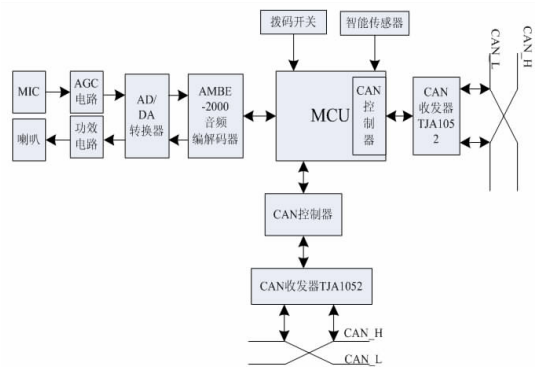 拨码开关
智能传感器
CAN_L
CAN_H
MIC
AGC
电路
AD/
DA
转换器
AMBE
-2000
音频
编解码器
MCU
CAN
控
制
器
CAN
收发器
TJA105
2
喇叭
功效
电路
CAN控制器
CAN收发器TJA1052
CAN_H
CAN_L